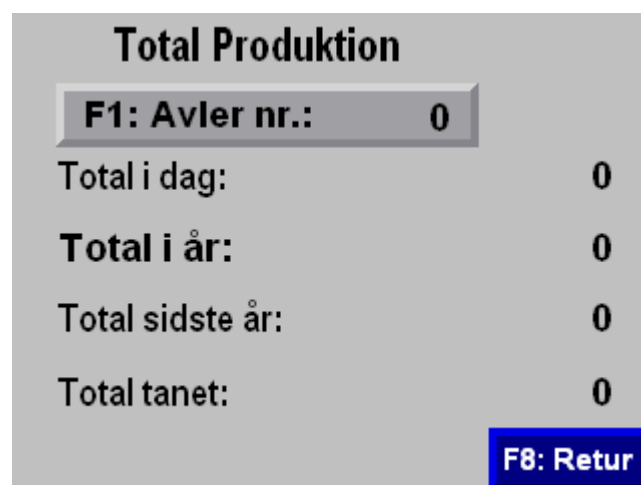 Total Produktion
F1: Avler nr.: 0
Total i dag: 0
Total i år: 0
Total sidste år: 0
Total tanet: 0
F8: Retur